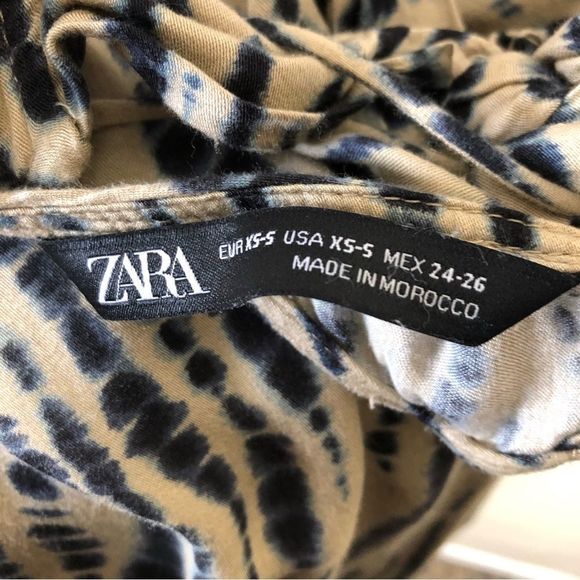 ZARA
EUR XS-S USA XS-S MEX 24-26
MADE IN MOROCCO